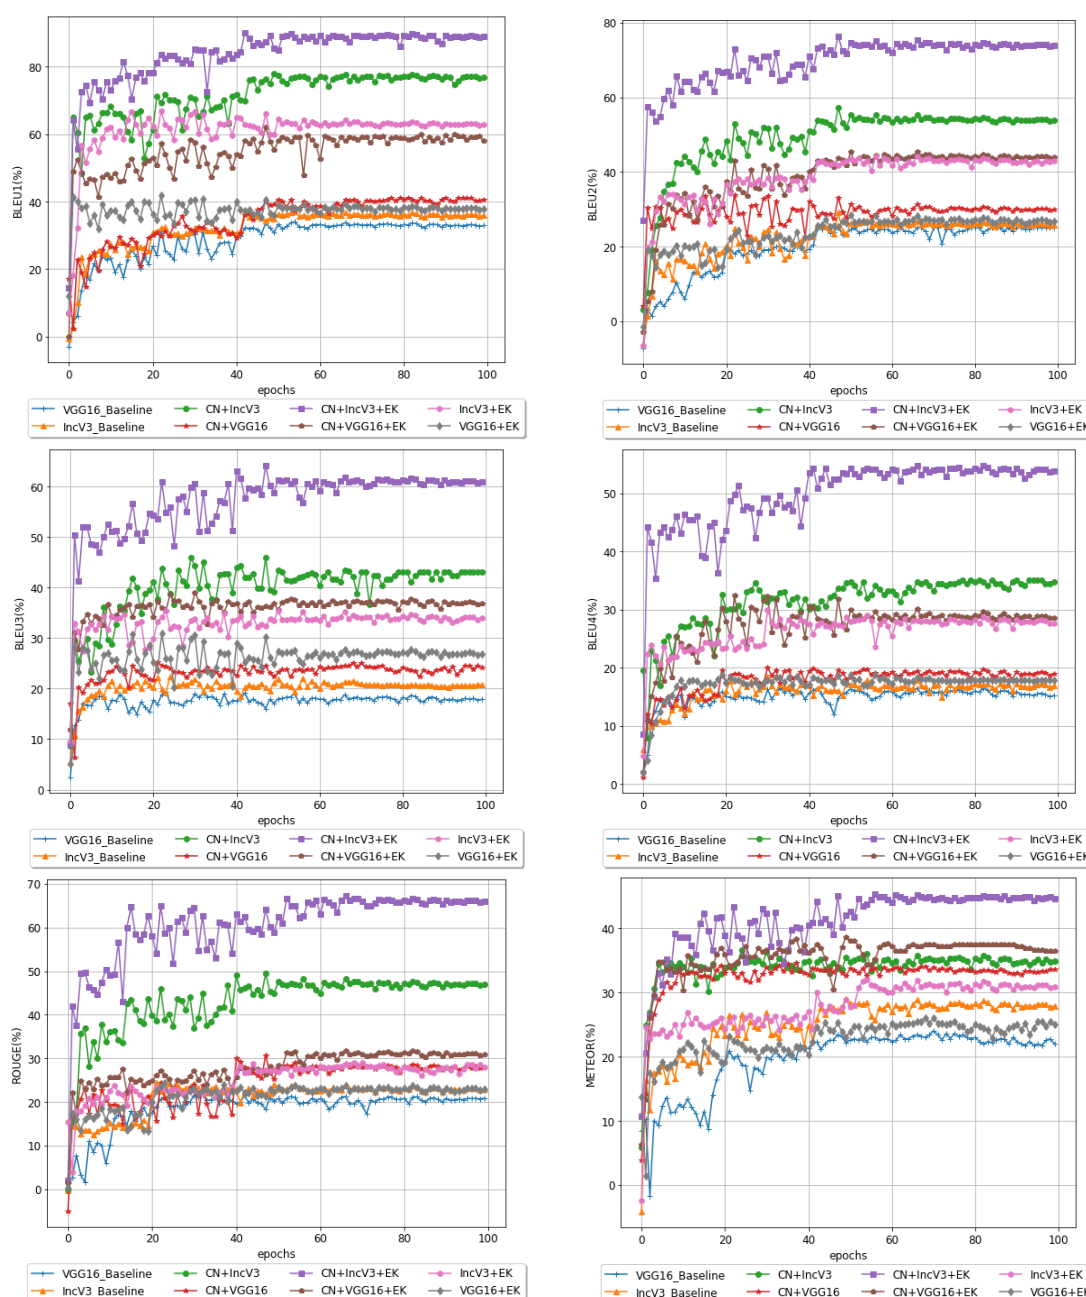 80
60
40
20
0
BLEU1(%)
0 20 40 60 80 100
epochs
VGG16_Baseline CN+IncV3 CN+IncV3+EK IncV3+EK
IncV3_Baseline CN+VGG16 CN+VGG16+EK VGG16+EK
80
60
40
20
0
BLEU2(%)
0 20 40 60 80 100
epochs
VGG16_Baseline CN+IncV3 CN+IncV3+EK IncV3+EK
IncV3_Baseline CN+VGG16 CN+VGG16+EK VGG16+EK
60
50
40
30
20
10
0
BLEU3(%)
0 20 40 60 80 100
epochs
VGG16_Baseline CN+IncV3 CN+IncV3+EK IncV3+EK
IncV3_Baseline CN+VGG16 CN+VGG16+EK VGG16+EK
50
40
30
20
10
0
BLEU4(%)
0 20 40 60 80 100
epochs
VGG16_Baseline CN+IncV3 CN+IncV3+EK IncV3+EK
IncV3_Baseline CN+VGG16 CN+VGG16+EK VGG16+EK
70
60
50
40
30
20
10
0
ROUGE(%)
0 20 40 60 80 100
epochs
VGG16_Baseline CN+IncV3 CN+IncV3+EK IncV3+EK
IncV3_Baseline CN+VGG16 CN+VGG16+EK VGG16+EK
40
30
20
10
0
METEOR(%)
0 20 40 60 80 100
epochs
VGG16_Baseline CN+IncV3 CN+IncV3+EK IncV3+EK
IncV3_Baseline CN+VGG16 CN+VGG16+EK VGG16+EK